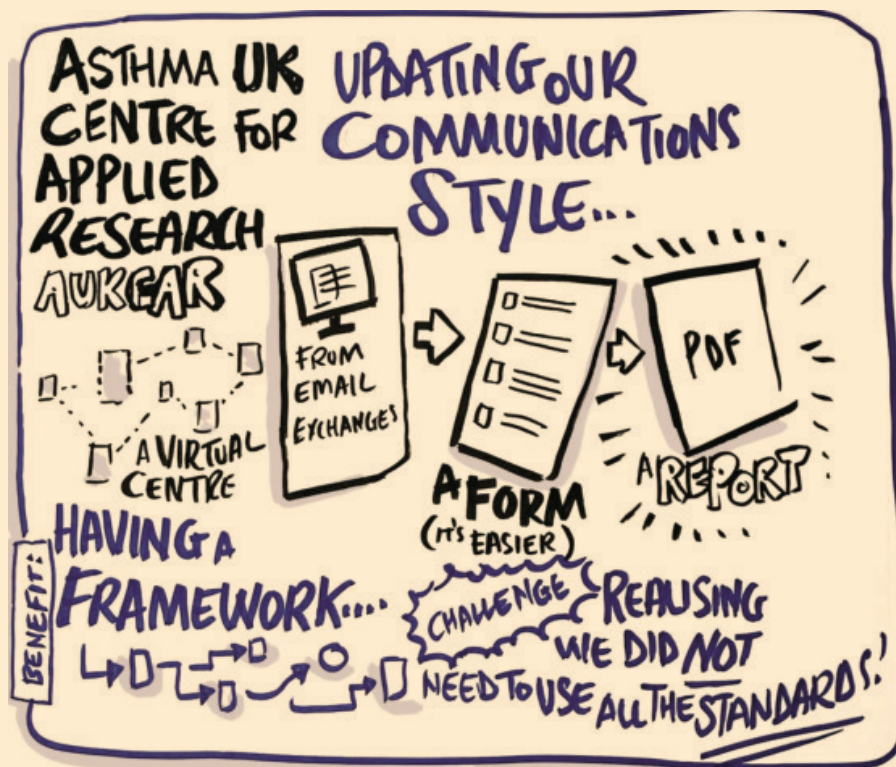 ASTHMA UK
CENTRE FOR
APPLIED
RESEARCH
AUKCAR
A VIRTUAL
CENTRE
UPDATING OUR
COMMUNICATIONS
STYLE...
FROM
EMAIL
EXCHANGES
A FORM
(IT'S EASIER)
PDF
A REPORT
BENEFIT:
HAVING A
FRAMEWORK....
CHALLENGE
REALISING
WE DID NOT
NEED TO USE ALL THE STANDARDS!